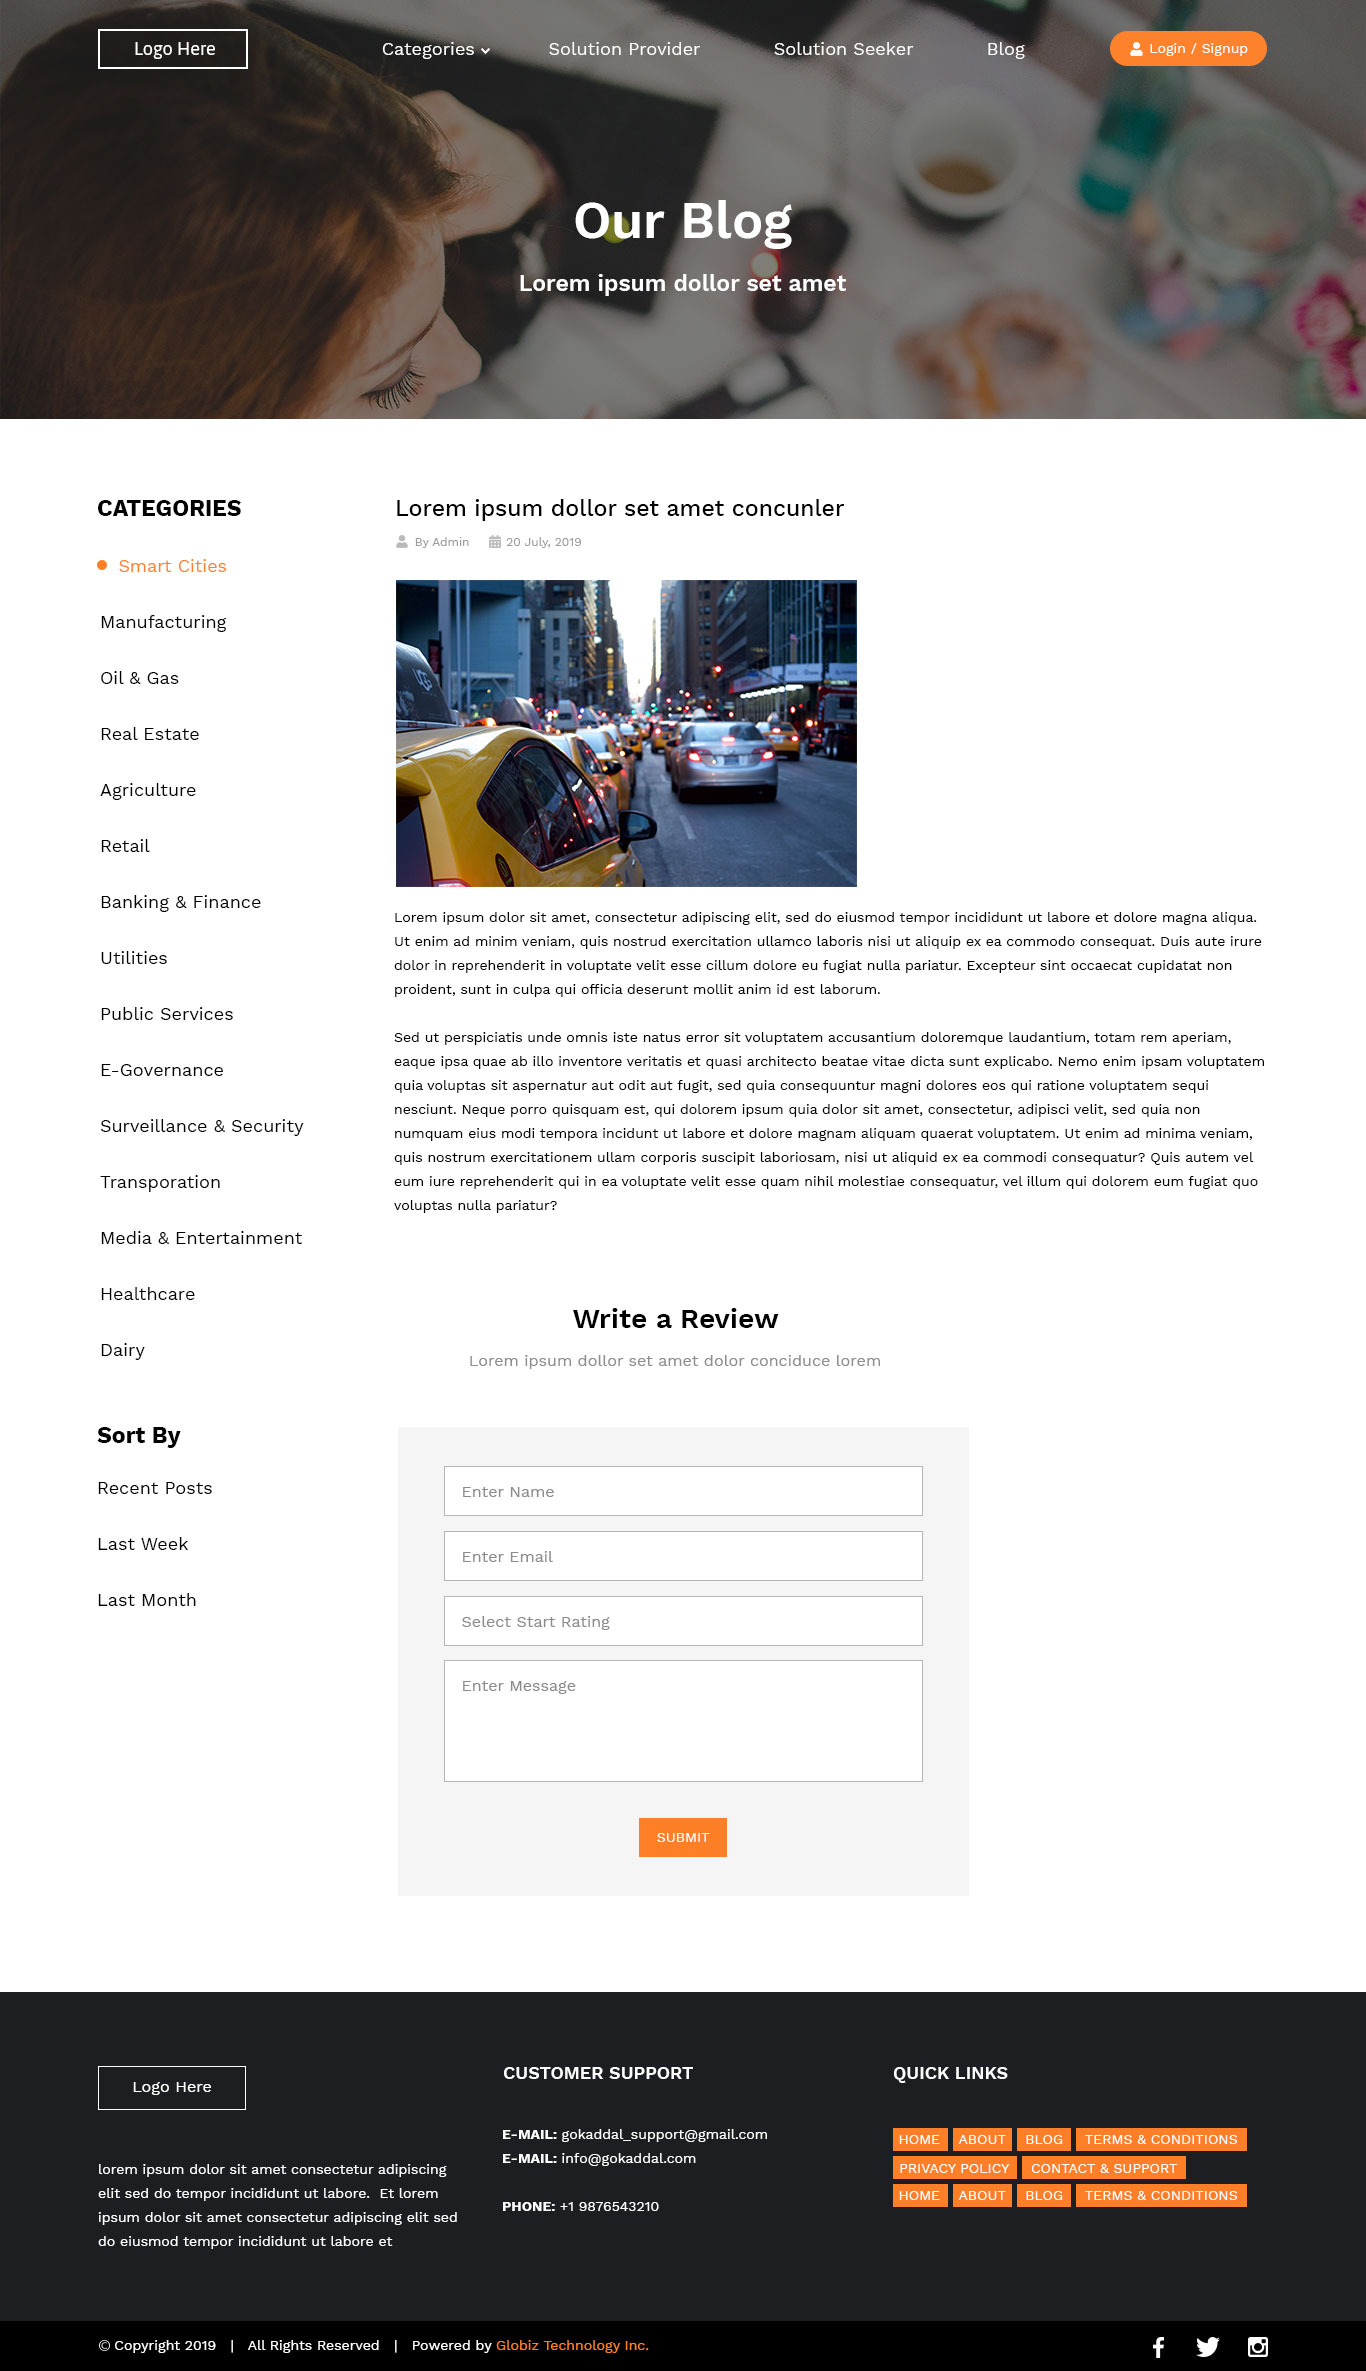 Logo Here
Categories
Solution Provider
Solution Seeker
Blog
Login / Signup
Our Blog
Lorem ipsum dollor set amet
CATEGORIES
Smart Cities
Manufacturing
Oil & Gas
Real Estate
Agriculture
Retail
Banking & Finance
Utilities
Public Services
E-Governance
Surveillance & Security
Transporation
Media & Entertainment
Healthcare
Dairy
Sort By
Recent Posts
Last Week
Last Month
Lorem ipsum dollor set amet concunler
By Admin
20 July, 2019
Lorem ipsum dolor sit amet, consectetur adipiscing elit, sed do eiusmod tempor incididunt ut labore et dolore magna aliqua.
Ut enim ad minim veniam, quis nostrud exercitation ullamco laboris nisi ut aliquip ex ea commodo consequat. Duis aute irure
dolor in reprehenderit in voluptate velit esse cillum dolore eu fugiat nulla pariatur. Excepteur sint occaecat cupidatat non
proident, sunt in culpa qui officia deserunt mollit anim id est laborum.
Sed ut perspiciatis unde omnis iste natus error sit voluptatem accusantium doloremque laudantium, totam rem aperiam,
eaque ipsa quae ab illo inventore veritatis et quasi architecto beatae vitae dicta sunt explicabo. Nemo enim ipsam voluptatem
quia voluptas sit aspernatur aut odit aut fugit, sed quia consequuntur magni dolores eos qui ratione voluptatem sequi
nesciunt. Neque porro quisquam est, qui dolorem ipsum quia dolor sit amet, consectetur, adipisci velit, sed quia non
numquam eius modi tempora incidunt ut labore et dolore magnam aliquam quaerat voluptatem. Ut enim ad minima veniam,
quis nostrum exercitationem ullam corporis suscipit laboriosam, nisi ut aliquid ex ea commodi consequatur? Quis autem vel
eum iure reprehenderit qui in ea voluptate velit esse quam nihil molestiae consequatur, vel illum qui dolorem eum fugiat quo
voluptas nulla pariatur?
Write a Review
Lorem ipsum dollor set amet dolor conciduce lorem
Enter Name
Enter Email
Select Start Rating
Enter Message
SUBMIT
Logo Here
lorem ipsum dolor sit amet consectetur adipiscing
elit sed do tempor incididunt ut labore. Et lorem
ipsum dolor sit amet consectetur adipiscing elit sed
do eiusmod tempor incididunt ut labore et
CUSTOMER SUPPORT
E-MAIL: gokaddal_support@gmail.com
E-MAIL: info@gokaddal.com
PHONE: +1 9876543210
QUICK LINKS
HOME ABOUT BLOG TERMS & CONDITIONS
PRIVACY POLICY CONTACT & SUPPORT
HOME ABOUT BLOG TERMS & CONDITIONS
© Copyright 2019 | All Rights Reserved | Powered by Globiz Technology Inc.